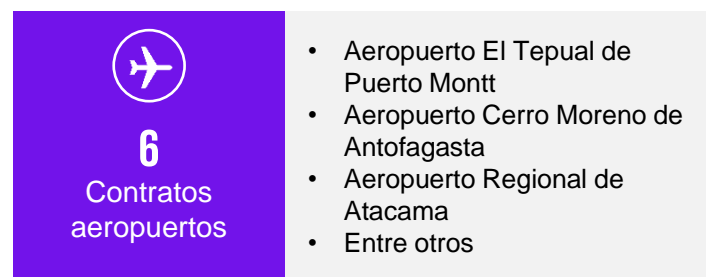 6
Contratos
aeropuertos
• Aeropuerto El Tepual de
Puerto Montt
• Aeropuerto Cerro Moreno de
Antofagasta
• Aeropuerto Regional de
Atacama
• Entre otros